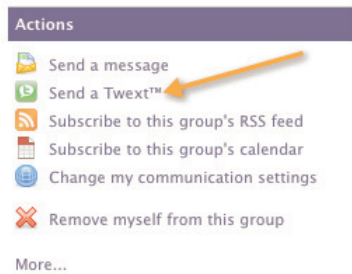 Actions
Send a message
Send a Twext™
Subscribe to this group's RSS feed
Subscribe to this group's calendar
Change my communication settings
Remove myself from this group
More...